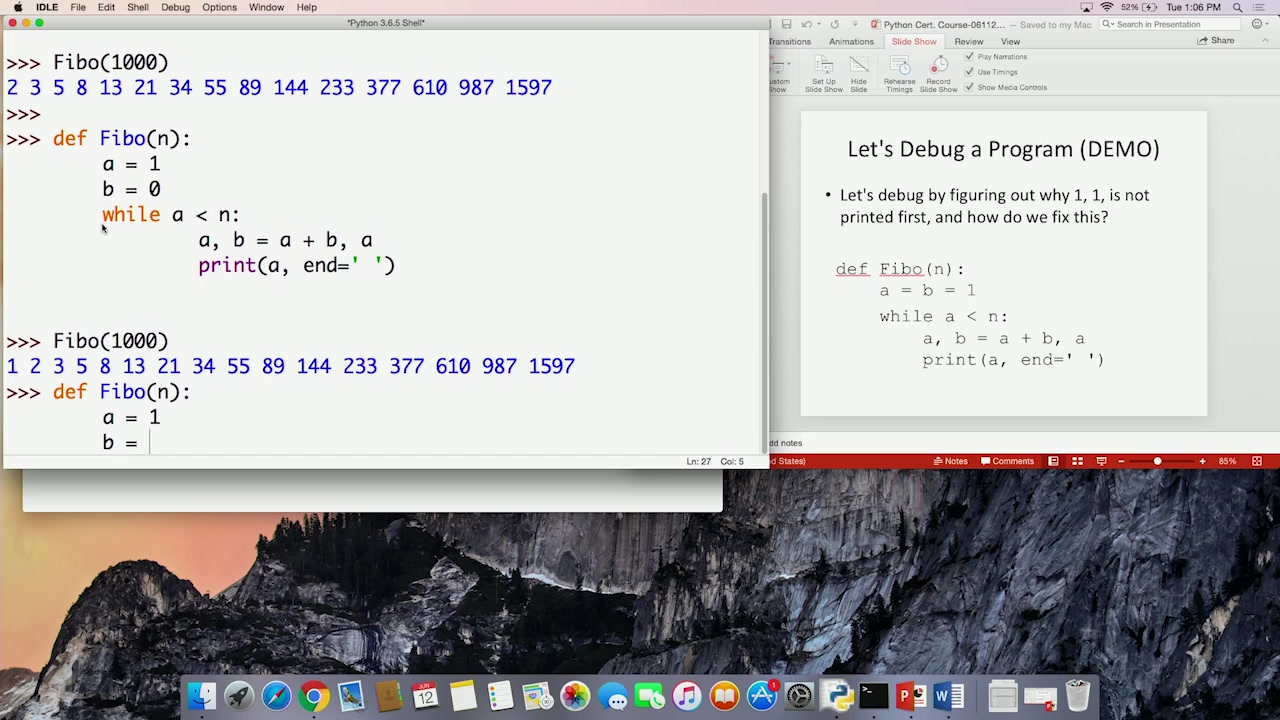 IDLE File Edit Shell Debug Options Window Help
52% Tue 1:06 PM
*Python 3.6.5 Shell*
>>> Fibo(1000)
2 3 5 8 13 21 34 55 89 144 233 377 610 987 1597
>>>
>>> def Fibo(n):
a = 1
b = 0
while a < n:
a, b = a + b, a
print(a, end=' ')
>>> Fibo(1000)
1 2 3 5 8 13 21 34 55 89 144 233 377 610 987 1597
>>> def Fibo(n):
a = 1
b =
Ln: 27 Col: 5
Python Cert. Course-06112... — Saved to my Mac
Search in Presentation
ransitions Animations Slide Show Review View
Share
ustom Show
Set Up Slide Show
Hide Slide
Rehearse Timings
Record Slide Show
Play Narrations
Use Timings
Show Media Controls
Let's Debug a Program (DEMO)
• Let's debug by figuring out why 1, 1, is not
printed first, and how do we fix this?
def Fibo(n):
a = b = 1
while a < n:
a, b = a + b, a
print(a, end=' ')
dd notes
d States)
Notes Comments
85%
JUN
12
1